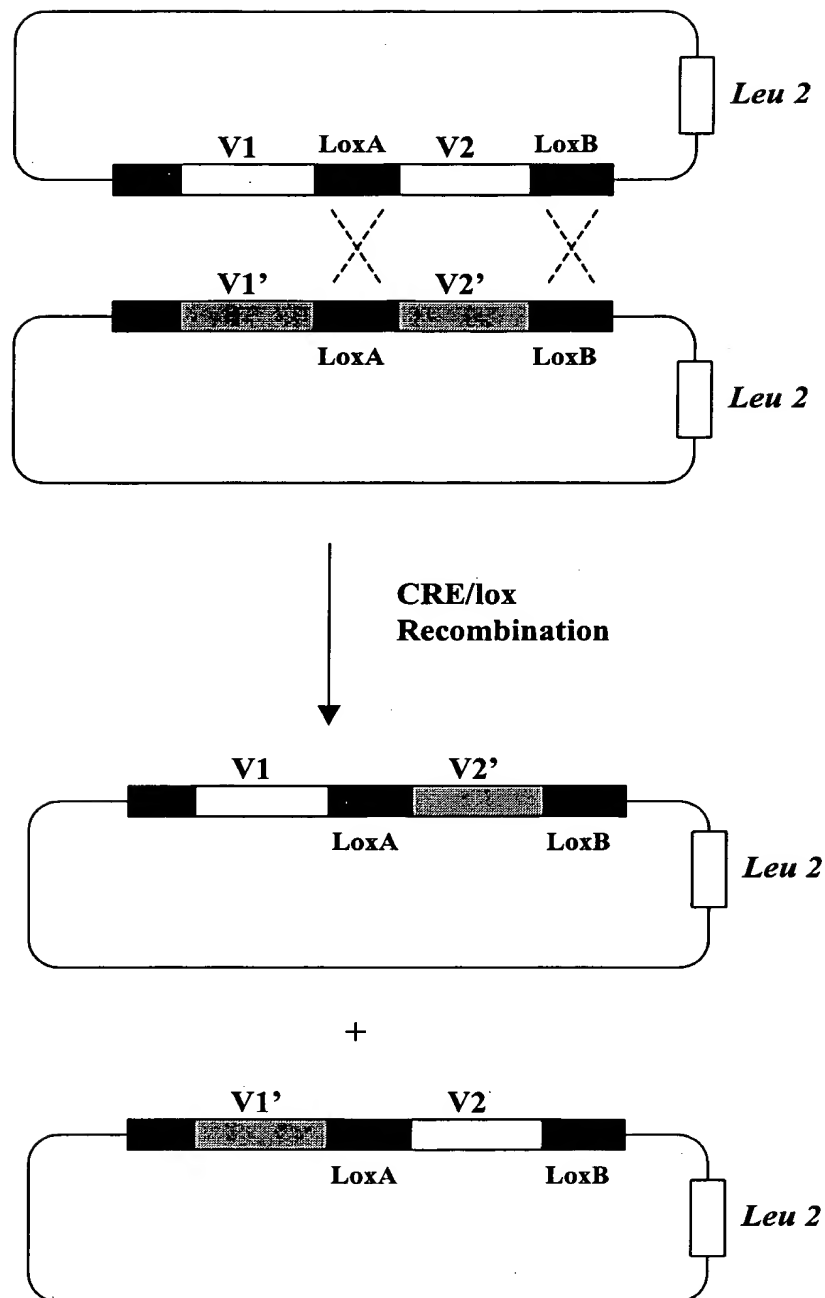 Leu 2
V1 LoxA V2 LoxB
V1’ V2’
LoxA LoxB
Leu 2
CRE/lox
Recombination
V1 V2’
LoxA LoxB
Leu 2
+
V1’ V2
LoxA LoxB
Leu 2